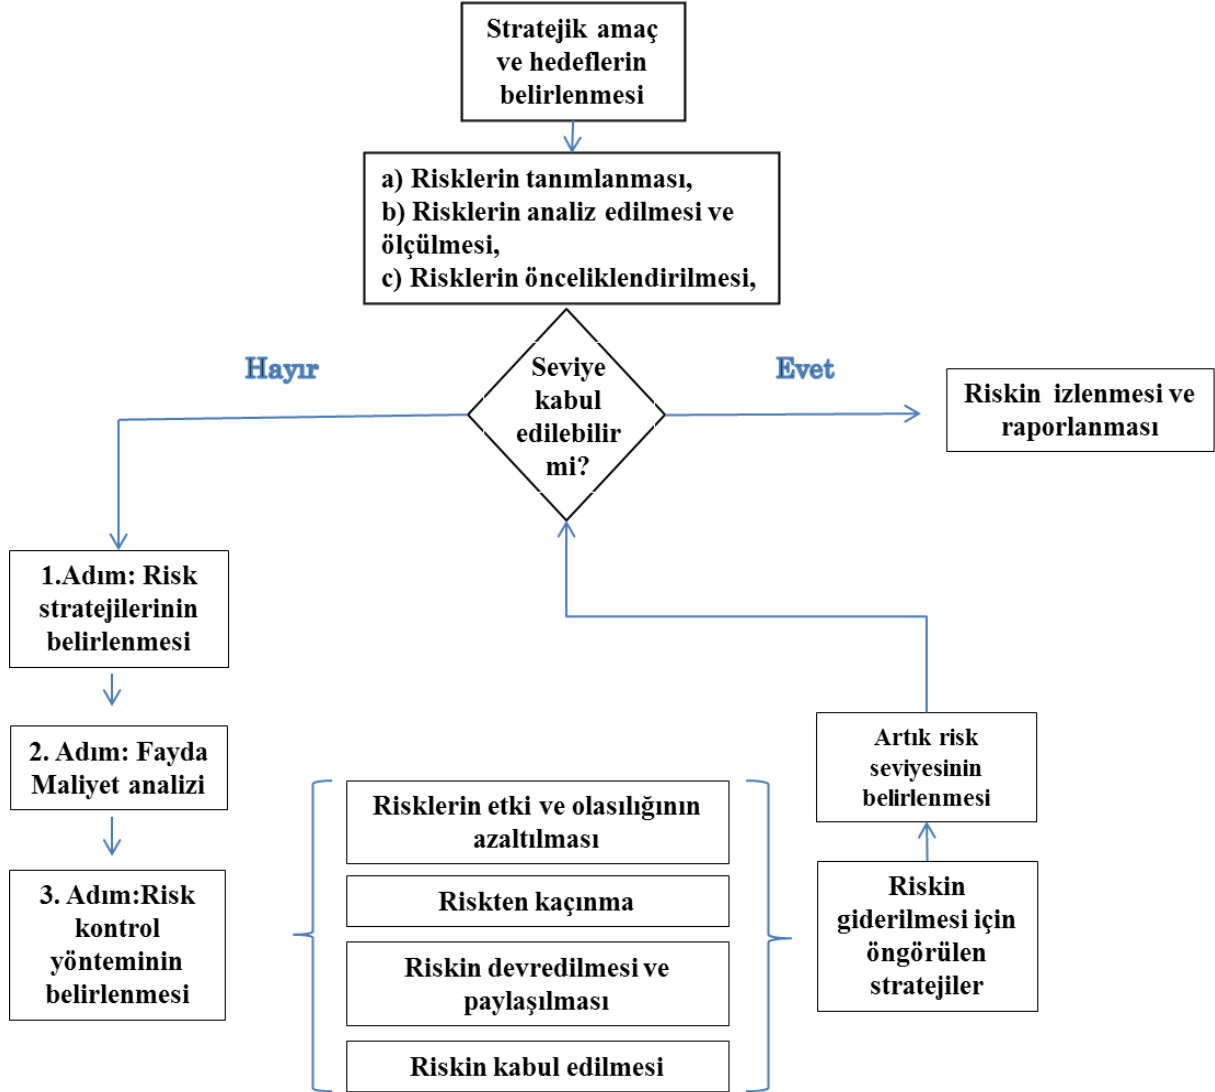 Stratejik amaç
ve hedeflerin
belirlenmesi
a) Risklerin tanımlanması,
b) Risklerin analiz edilmesi ve
ölçülmesi,
c) Risklerin önceliklendirilmesi,
Hayır
Seviye
kabul
edilebilir
mi?
Evet
Riskin izlenmesi ve
raporlanması
1.Adım: Risk
stratejilerinin
belirlenmesi
2. Adım: Fayda
Maliyet analizi
3. Adım:Risk
kontrol
yönteminin
belirlenmesi
Risklerin etki ve olasılığının
azaltılması
Riskten kaçınma
Riskin devredilmesi ve
paylaşılması
Riskin kabul edilmesi
Artık risk
seviyesinin
belirlenmesi
Riskin
giderilmesi için
öngörülen
stratejiler